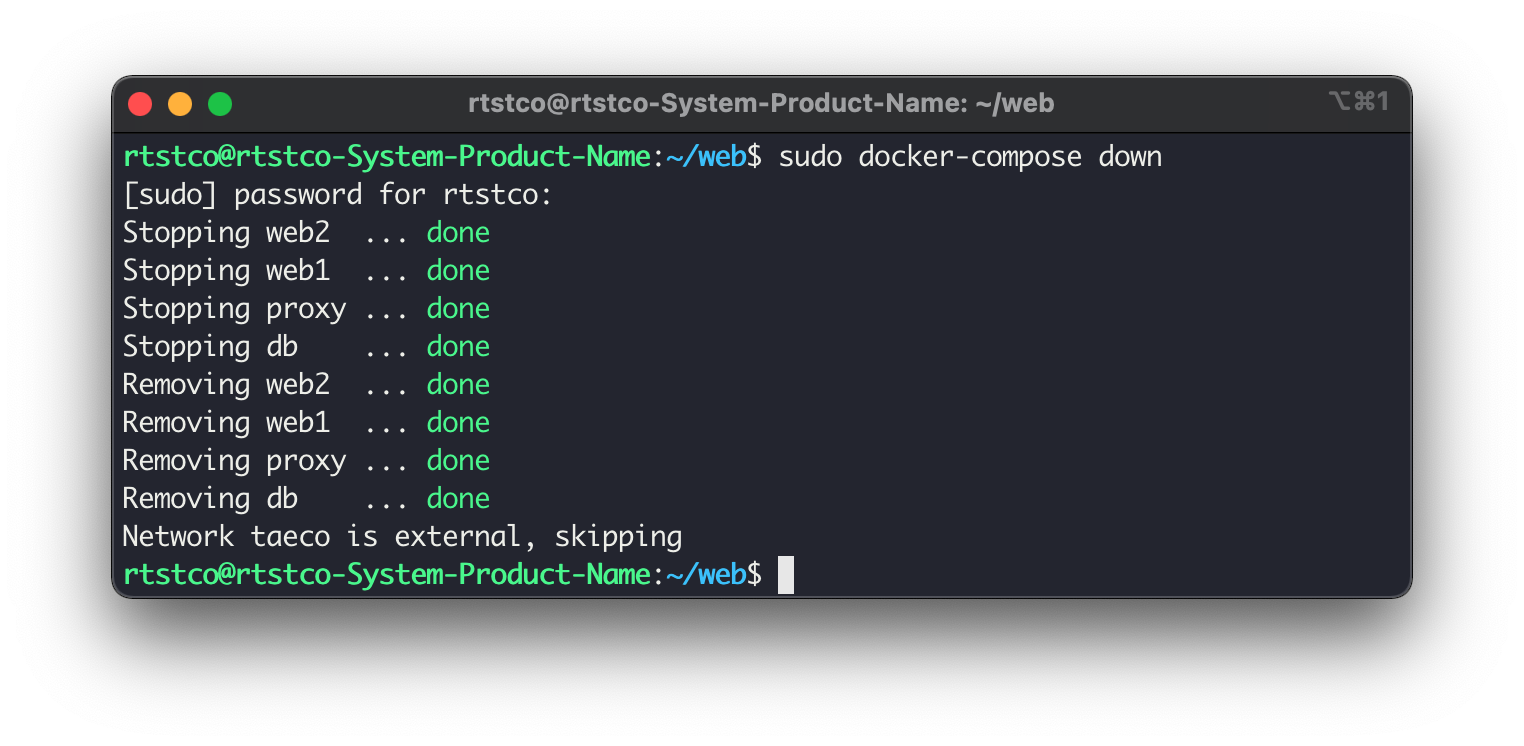 rtstco@rtstco-System-Product-Name: ~/web
⌥⌘1
rtstco@rtstco-System-Product-Name:~/web$ sudo docker-compose down
[sudo] password for rtstco:
Stopping web2  ... done
Stopping web1  ... done
Stopping proxy ... done
Stopping db    ... done
Removing web2  ... done
Removing web1  ... done
Removing proxy ... done
Removing db    ... done
Network taeco is external, skipping
rtstco@rtstco-System-Product-Name:~/web$